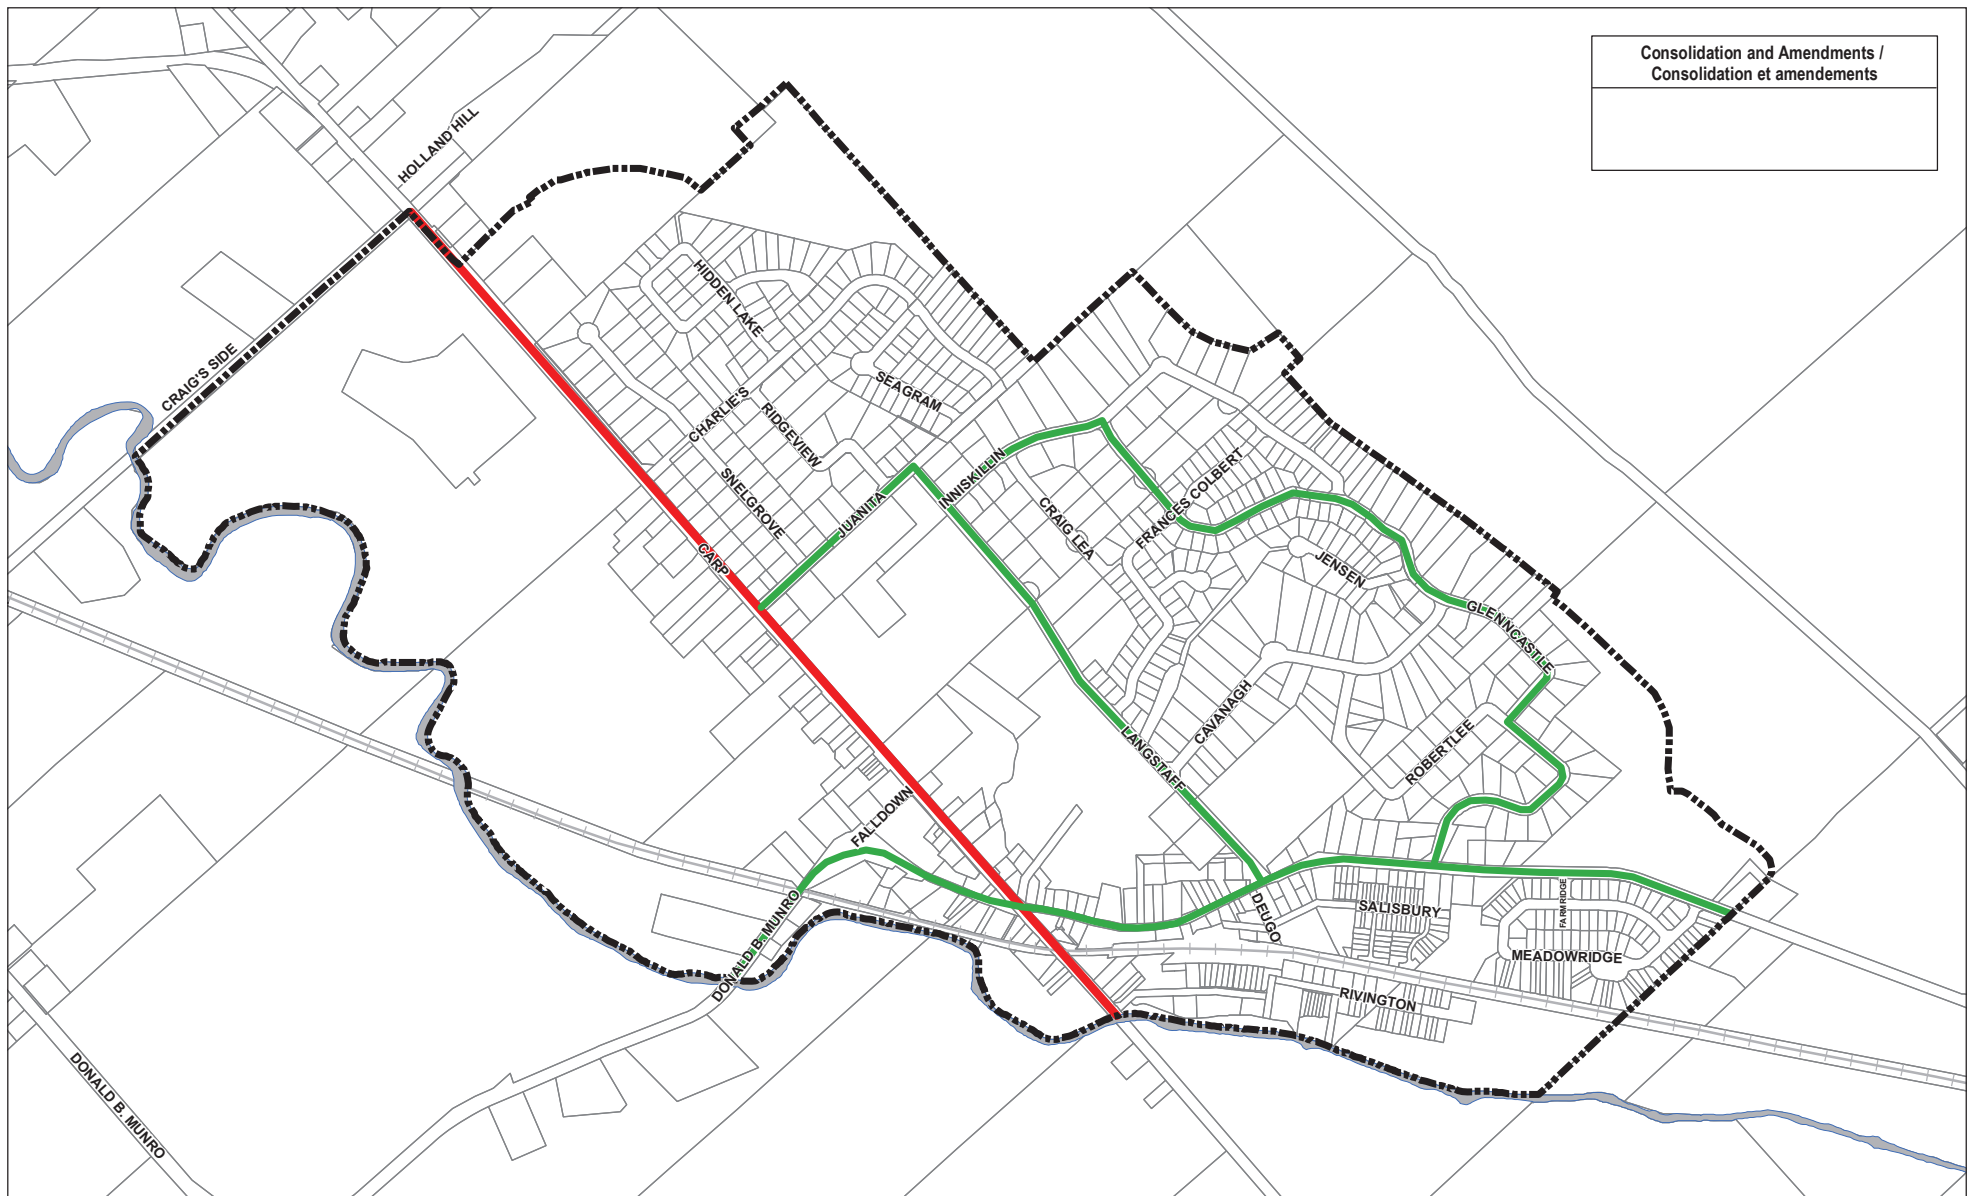 Consolidation and Amendments /
Consolidation et amendements
HOLLAND HILL
CRAIG'S SIDE
HIDDEN LAKE
SEAGRAM
CHARLIE'S
RIDGEVIEW
SNELGROVE
JUANITA
INNISKILLIN
CRAIG LEA
FRANCES COLBERT
JENSEN
CARP
GLENNCASTLE
CAVANAGH
LANGSTAFF
ROBERTLEE
FALLDOWN
DONALD B. MUNRO
DEUGO
SALISBURY
FARMRIDGE
MEADOWRIDGE
RIVINGTON
DONALD B. MUNRO